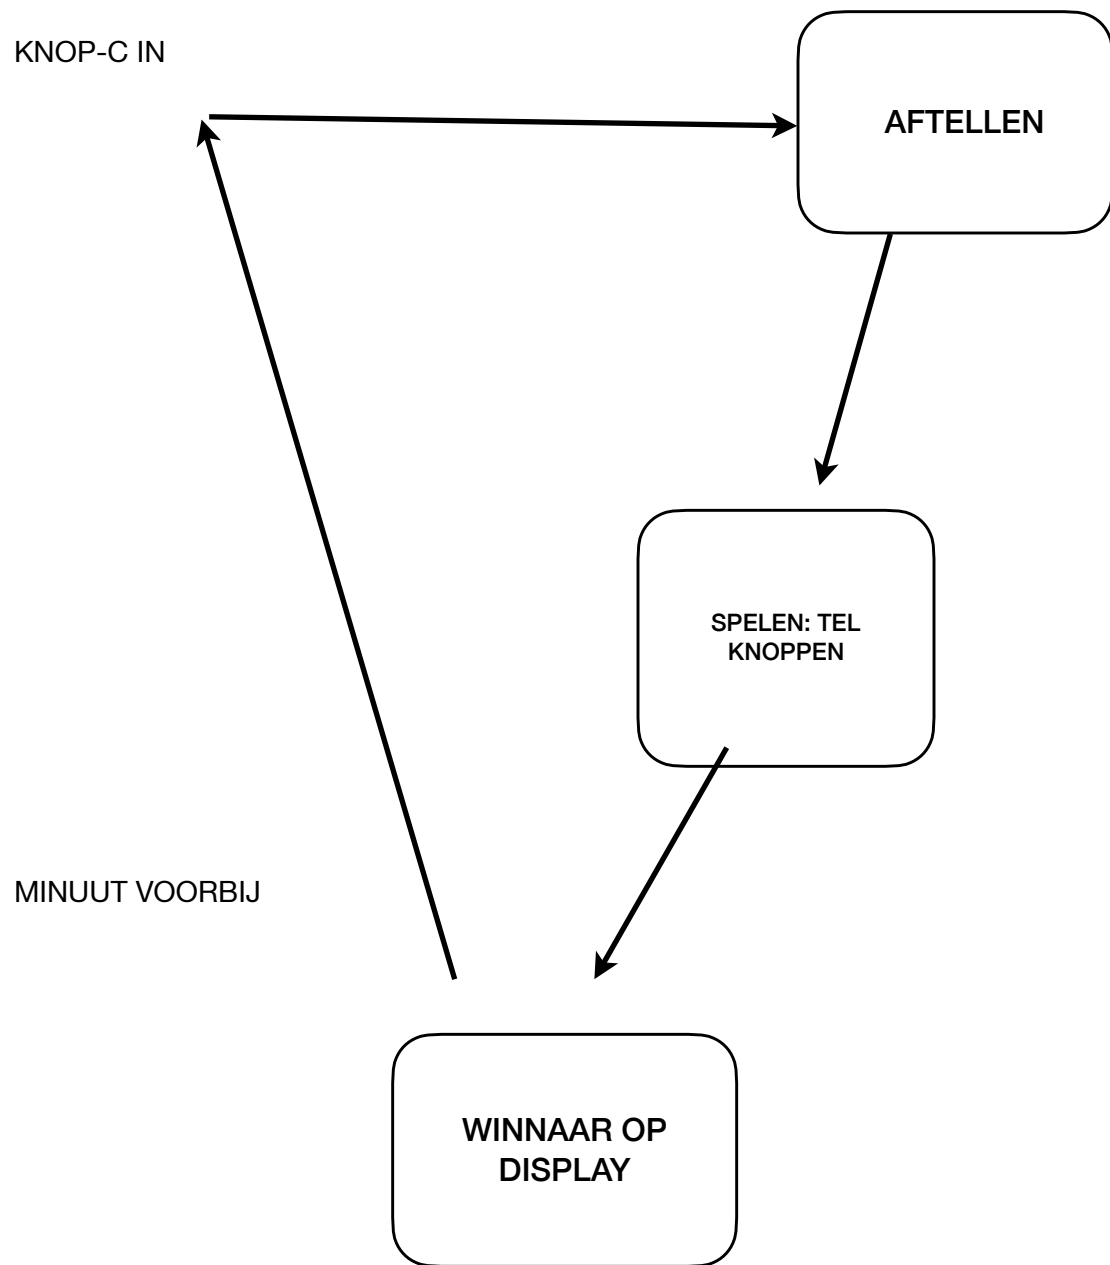 KNOP-C IN
AFTELLEN
SPELEN: TEL
KNOPPEN
MINUUT VOORBIJ
WINNAAR OP
DISPLAY